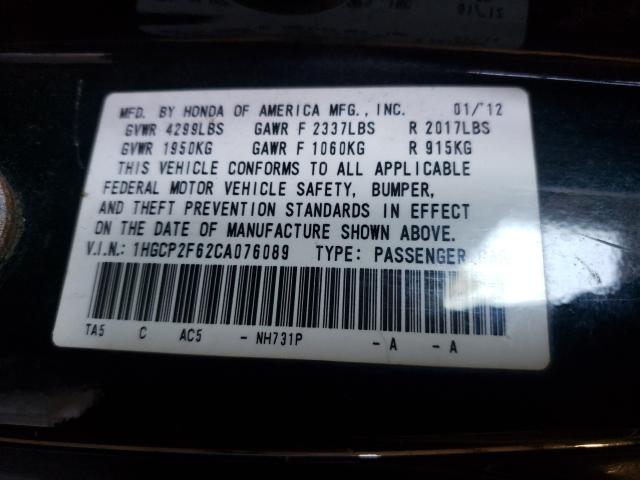 MFD. BY HONDA OF AMERICA MFG., INC. 01/12
GVWR 4299LBS GAWR F 2337LBS R 2017LBS
GVWR 1950KG GAWR F 1060KG R 915KG
THIS VEHICLE CONFORMS TO ALL APPLICABLE
FEDERAL MOTOR VEHICLE SAFETY, BUMPER,
AND THEFT PREVENTION STANDARDS IN EFFECT
ON THE DATE OF MANUFACTURE SHOWN ABOVE.
V.I.N.: 1HGCP2F62CA076089 TYPE: PASSENGER
TA5 C AC5 - NH731P - A - A